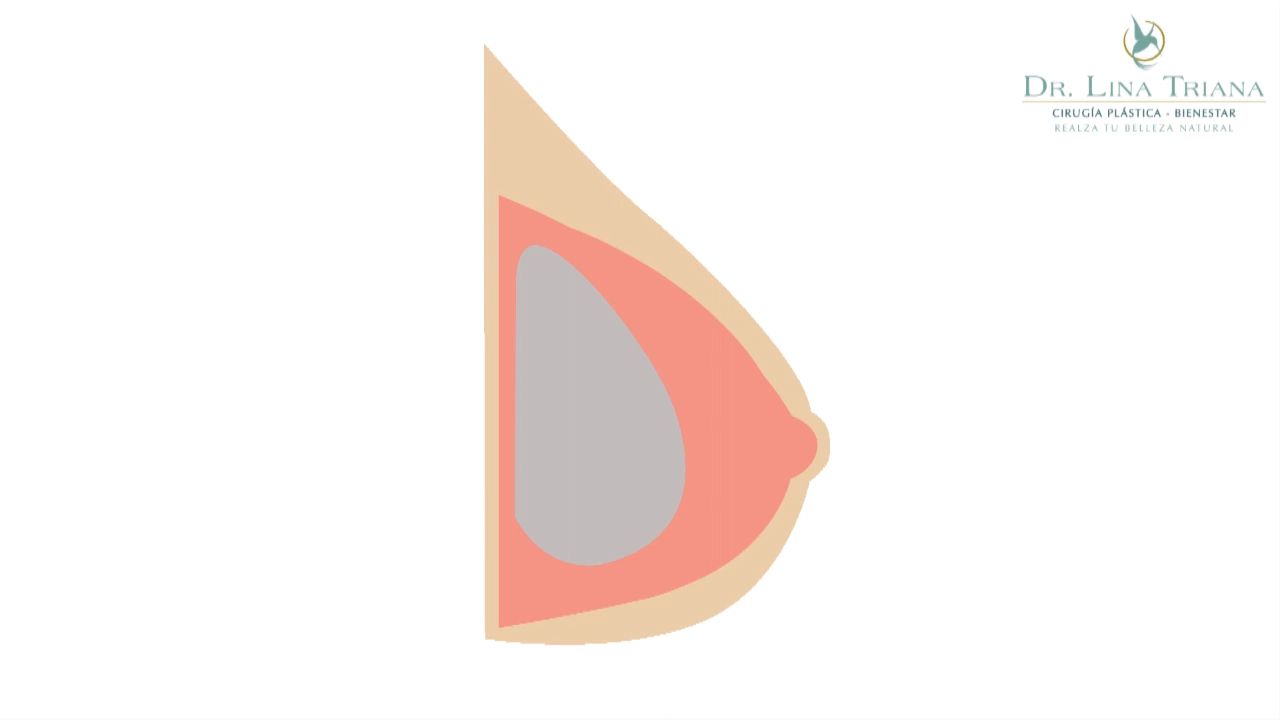 DR. LINA TRIANA
CIRUGÍA PLÁSTICA - BIENESTAR
REALZA TU BELLEZA NATURAL